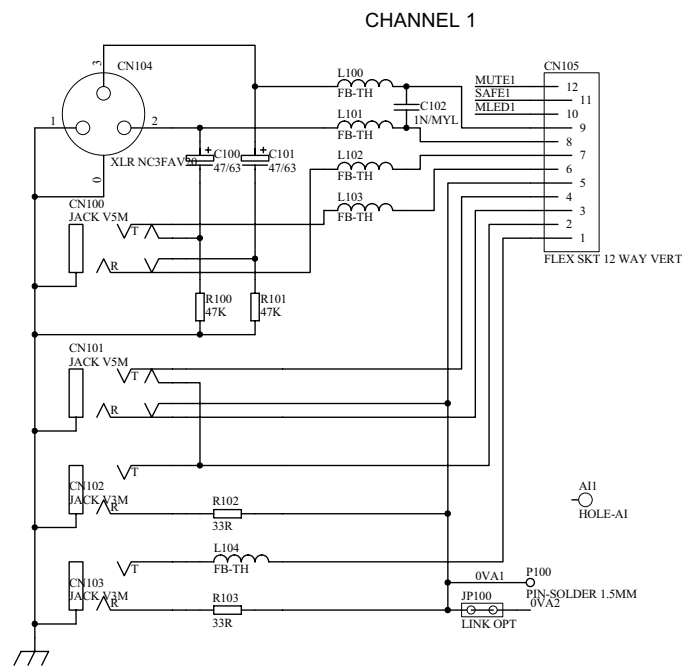 CHANNEL 1
CN104
3
1
2
0
XLR NC3FAV20
L100
FB-TH
L101
FB-TH
C102
1N/MYL
L102
FB-TH
L103
FB-TH
C100
47/63
C101
47/63
+
+
CN105
MUTE1
SAFE1
MLED1
12
11
10
9
8
7
6
5
4
3
2
1
FLEX SKT 12 WAY VERT
CN100
JACK V5M
T
R
R100
47K
R101
47K
CN101
JACK V5M
T
R
CN102
JACK V3M
T
R
R102
33R
L104
FB-TH
CN103
JACK V3M
T
R
R103
33R
AI1
HOLE-AI
0VA1
P100
PIN-SOLDER 1.5MM
JP100
0VA2
LINK OPT